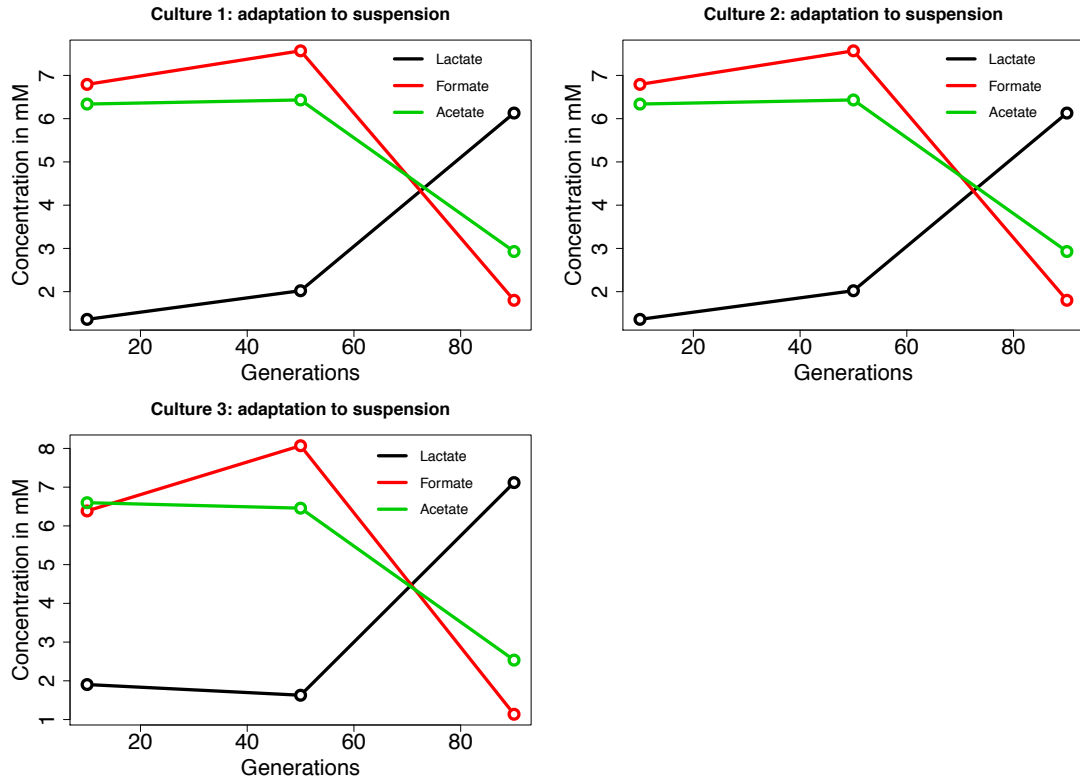 Culture 1: adaptation to suspension
Concentration in mM
7
6
5
4
3
2
Lactate
Formate
Acetate
20
40
60
80
Generations
Culture 2: adaptation to suspension
Concentration in mM
7
6
5
4
3
2
Lactate
Formate
Acetate
20
40
60
80
Generations
Culture 3: adaptation to suspension
Concentration in mM
8
7
6
5
4
3
2
1
Lactate
Formate
Acetate
20
40
60
80
Generations